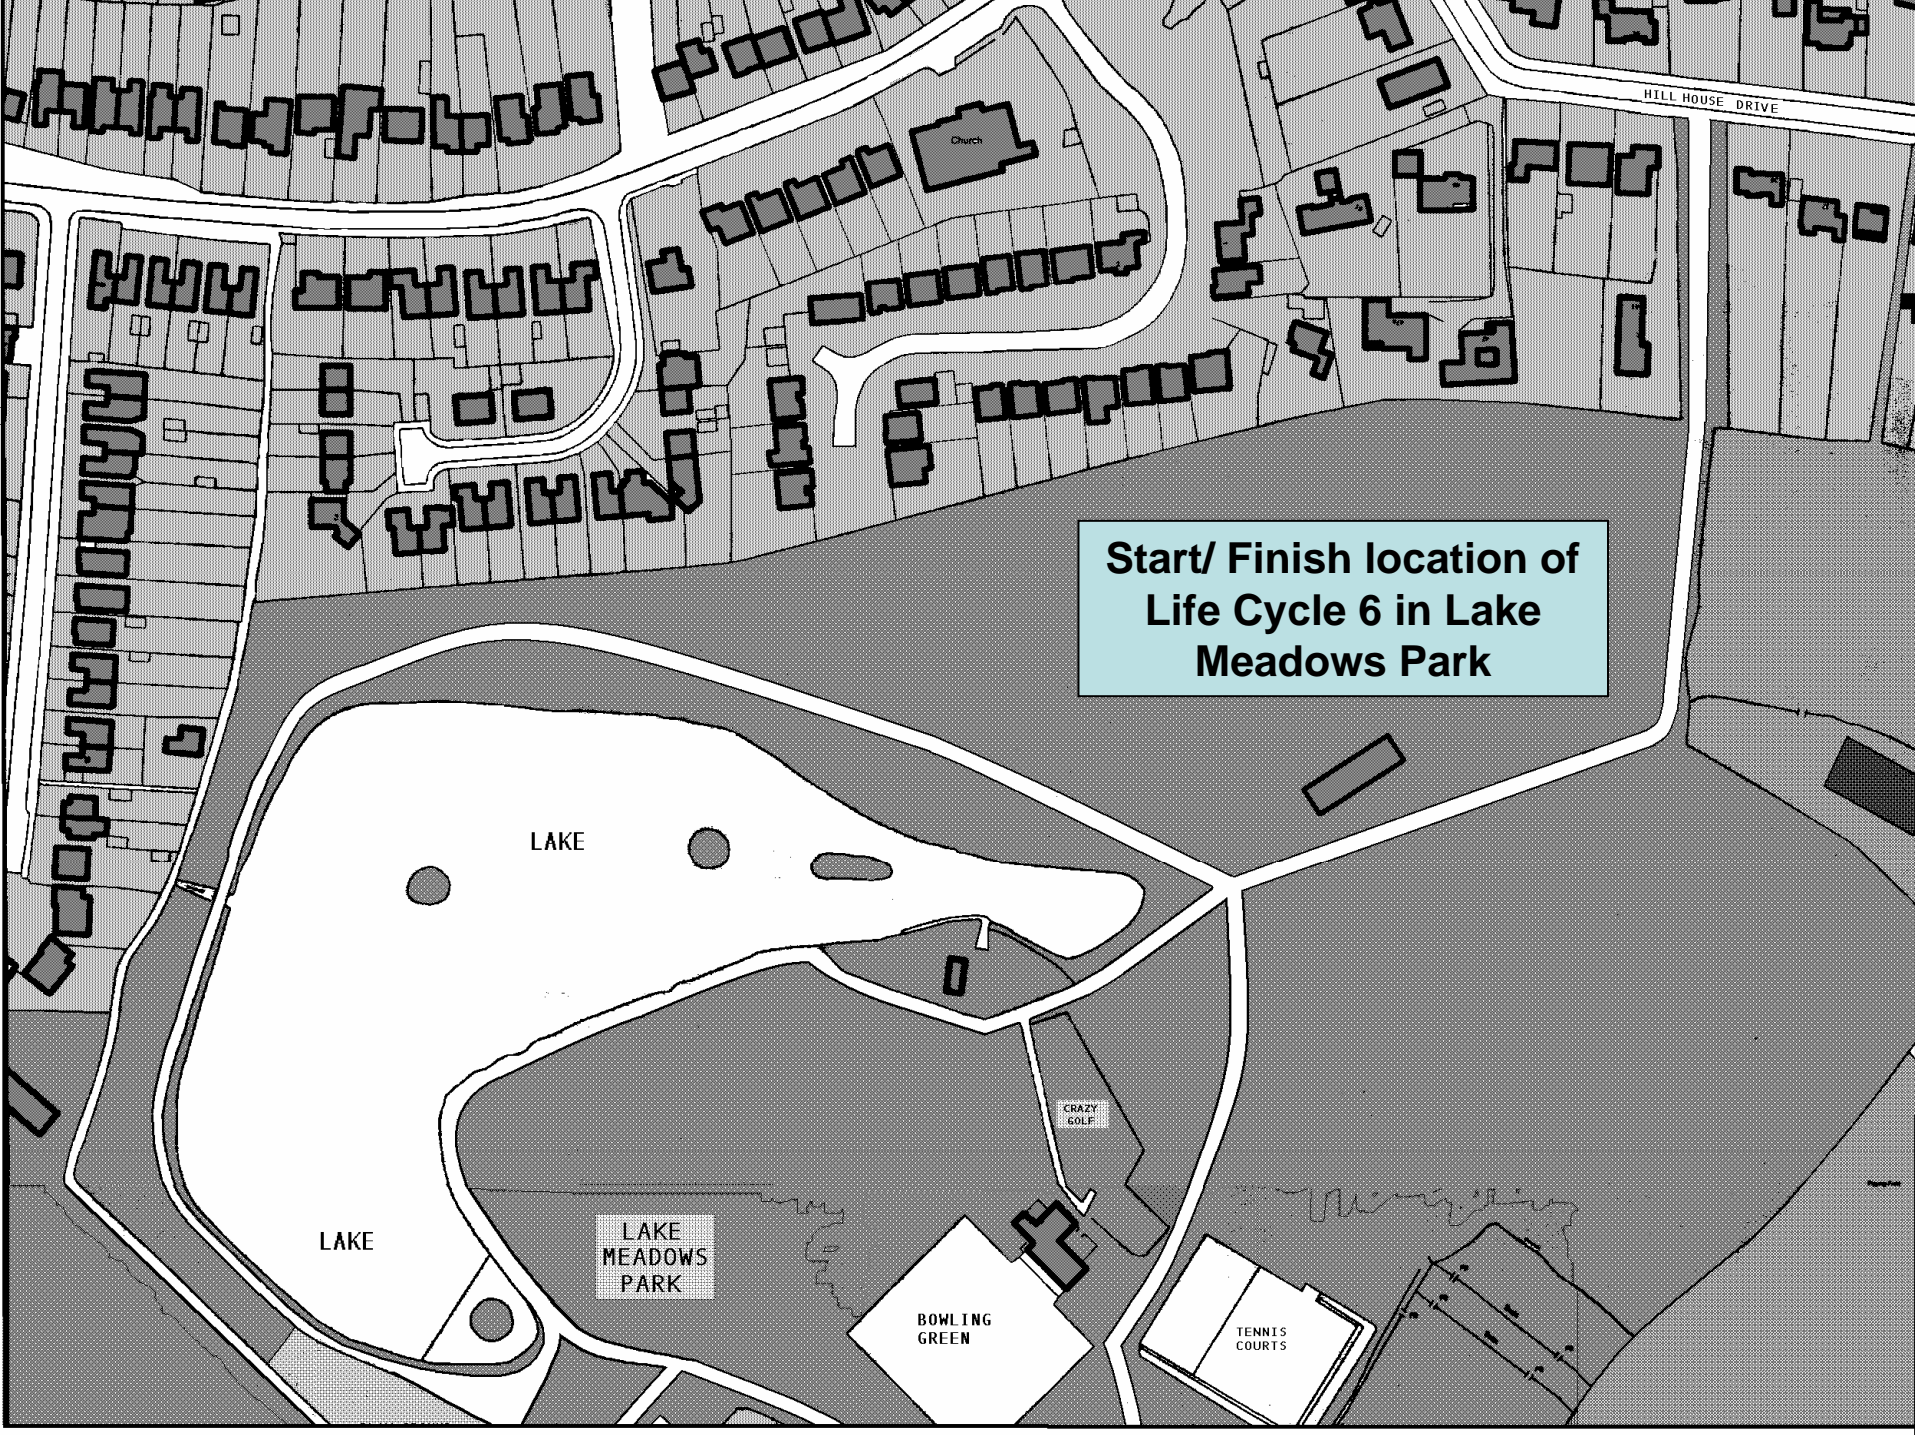 HILL HOUSE DRIVE
Church
Start/ Finish location of
Life Cycle 6 in Lake
Meadows Park
LAKE
CRAZY
GOLF
LAKE
LAKE
MEADOWS
PARK
BOWLING
GREEN
TENNIS
COURTS